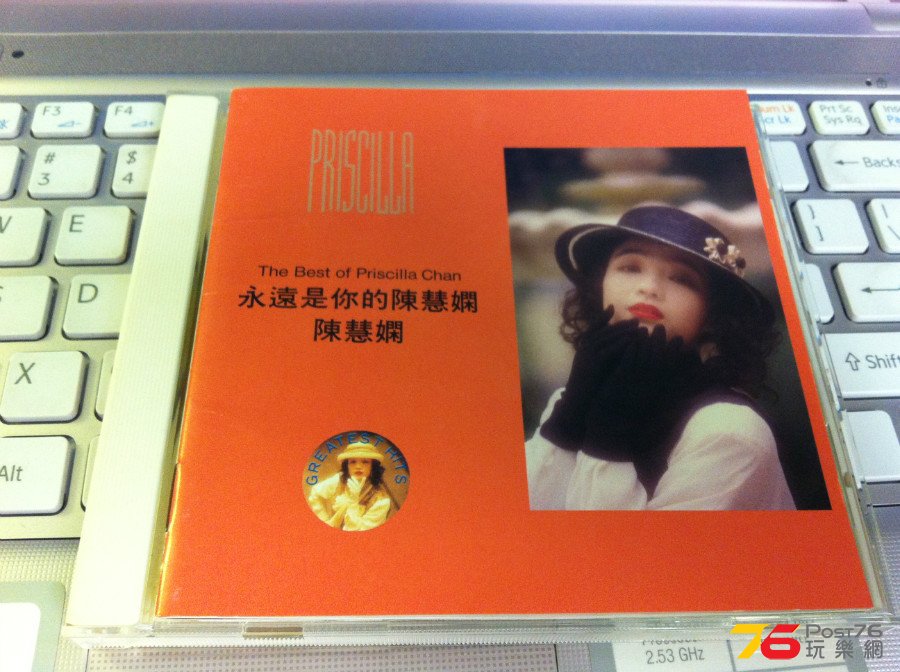 F3
F4
Prt Sc
Sys Rq
#
3
$
4
Backs
E
D
X
Alt
Shift
}
]
PRISCILLA
The Best of Priscilla Chan
永遠是你的陳慧嫻
陳慧嫻
GREATEST HITS
2.53 GHz
76 Post76
玩樂網